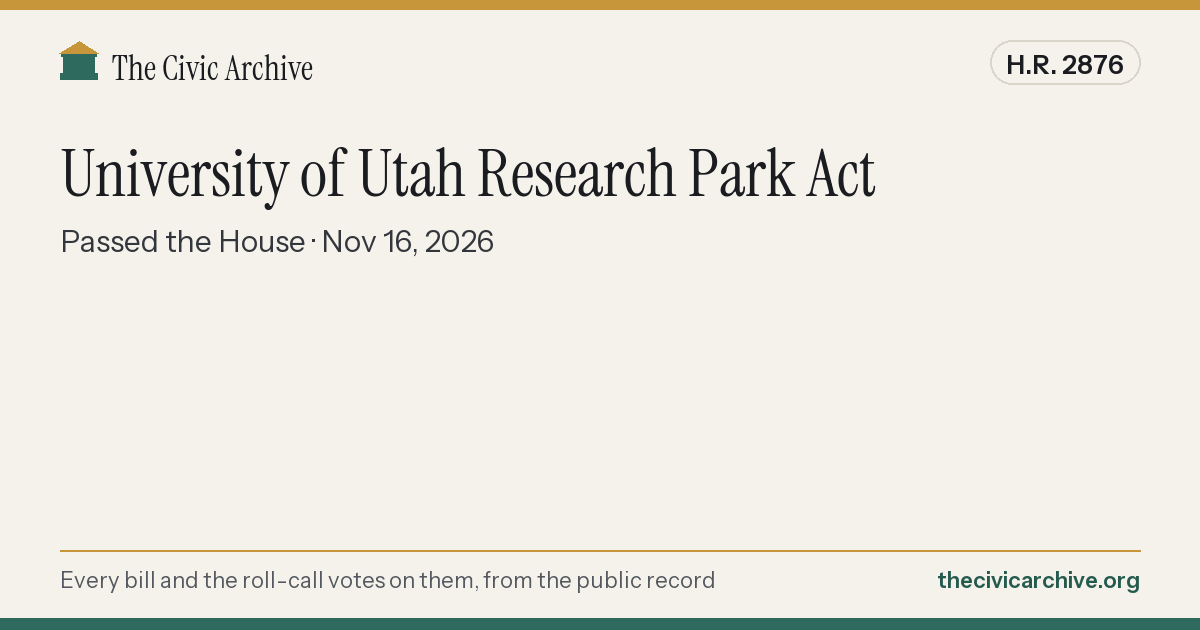 The Civic Archive
H.R. 2876
University of Utah Research Park Act
Passed the House · Nov 16, 2026
Every bill and the roll-call votes on them, from the public record
thecivicarchive.org